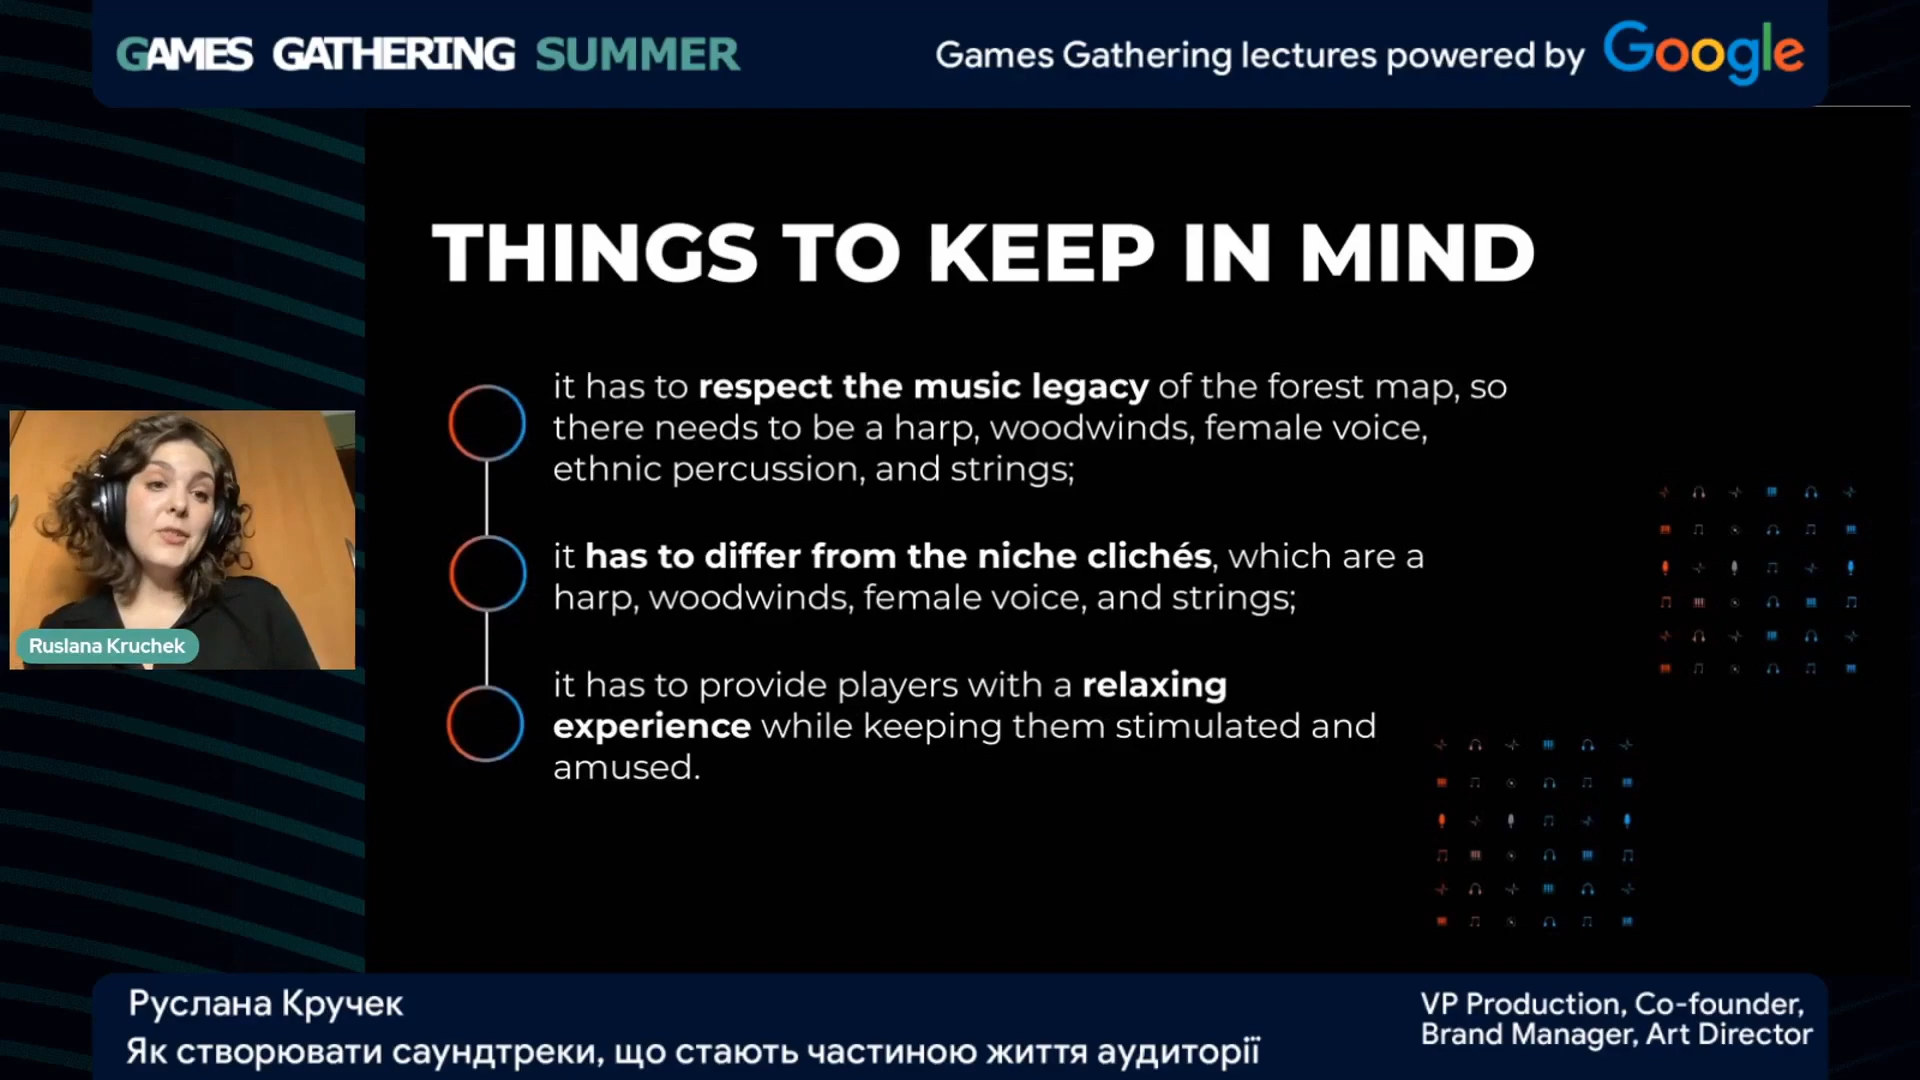 GAMES GATHERING SUMMER
Games Gathering lectures powered by Google
THINGS TO KEEP IN MIND
it has to respect the music legacy of the forest map, so
there needs to be a harp, woodwinds, female voice,
ethnic percussion, and strings;
it has to differ from the niche clichés, which are a
harp, woodwinds, female voice, and strings;
it has to provide players with a relaxing
experience while keeping them stimulated and
amused.
Ruslana Kruchek
Руслана Кручек
Як створювати саундтреки, що стають частиною життя аудиторії
VP Production, Co-founder,
Brand Manager, Art Director